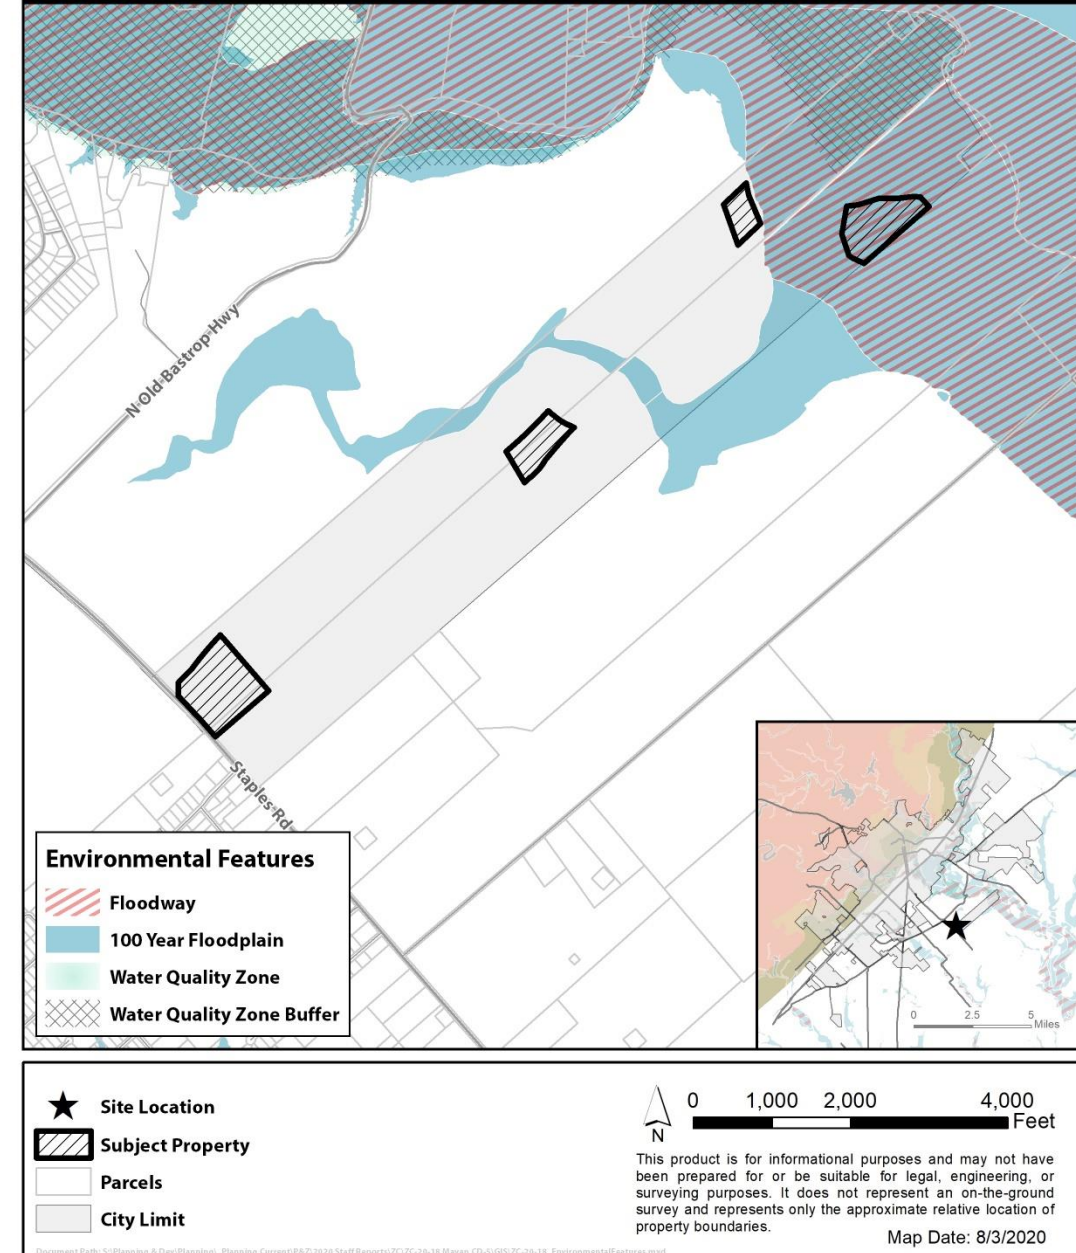 N-Old-Bastrop-Hwy
Staples-Rd
Environmental Features
Floodway
100 Year Floodplain
Water Quality Zone
Water Quality Zone Buffer
0 2.5 5
Miles
Site Location
Subject Property
Parcels
City Limit
N
0 1,000 2,000 4,000
Feet
This product is for informational purposes and may not have
been prepared for or be suitable for legal, engineering, or
surveying purposes. It does not represent an on-the-ground
survey and represents only the approximate relative location of
property boundaries.
Map Date: 8/3/2020